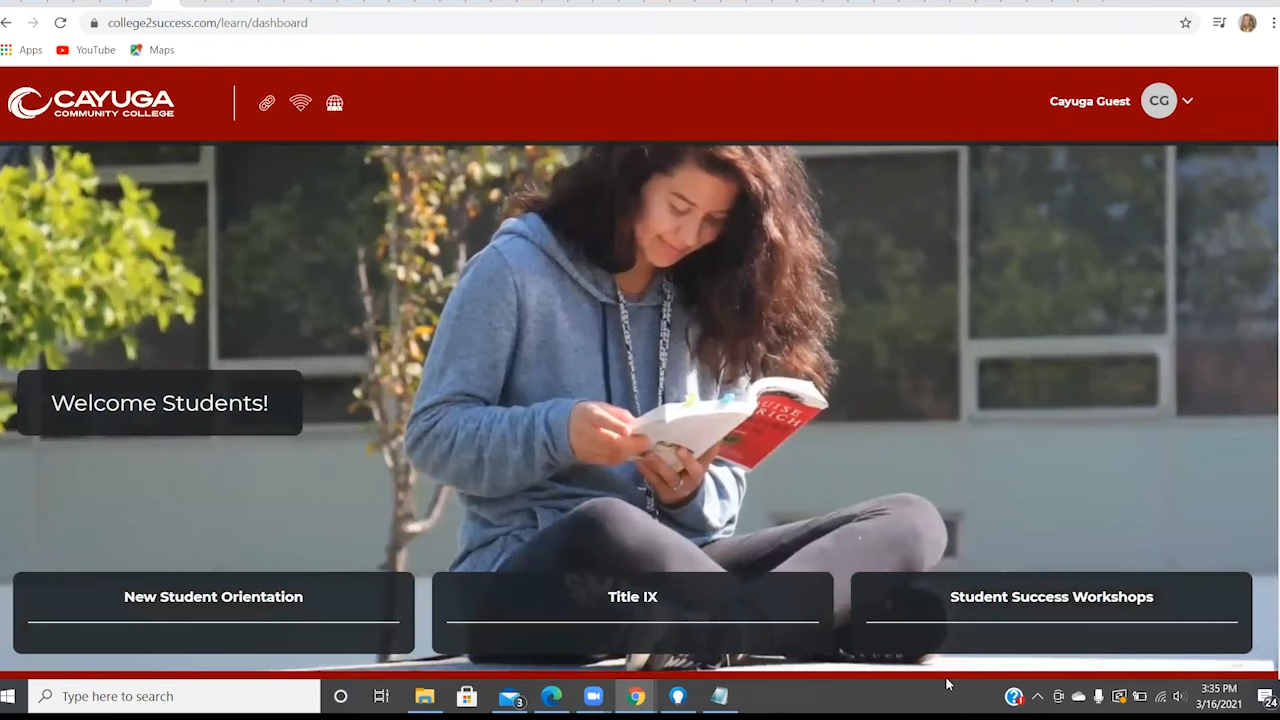 college2success.com/learn/dashboard
Apps YouTube Maps
CAYUGA
COMMUNITY COLLEGE
Cayuga Guest CG
Welcome Students!
New Student Orientation
Title IX
Student Success Workshops
Type here to search
3
3:35 PM
3/16/2021
24